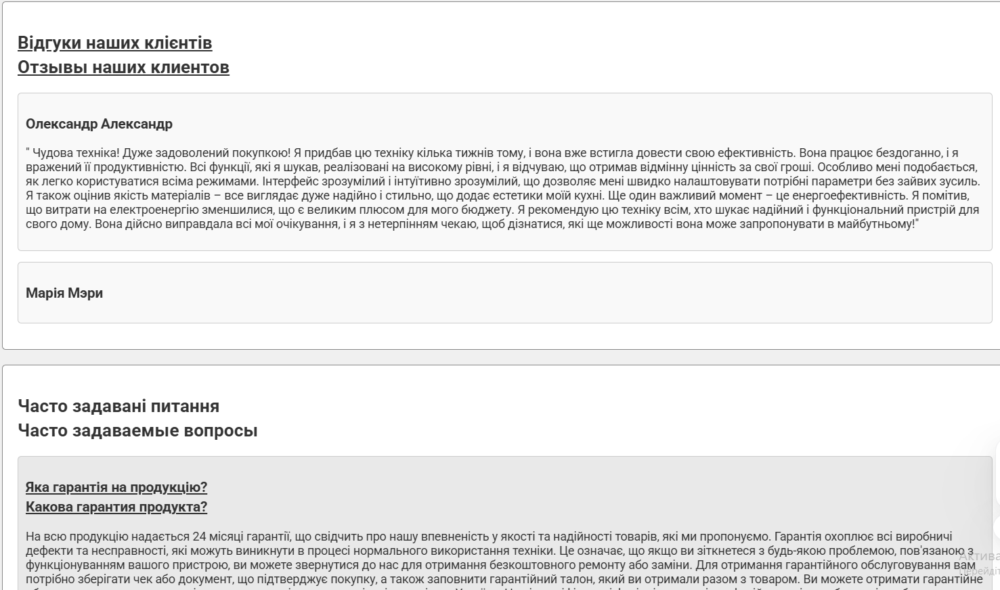 Відгуки наших клієнтів
Отзывы наших клиентов
Олександр Александр
" Чудова техніка! Дуже задоволений покупкою! Я придбав цю техніку кілька тижнів тому, і вона вже встигла довести свою ефективність. Вона працює бездоганно, і я
вражений її продуктивністю. Всі функції, які я шукав, реалізовані на високому рівні, і я відчуваю, що отримав відмінну цінність за свої гроші. Особливо мені подобається,
як легко користуватися всіма режимами. Інтерфейс зрозумілий і інтуїтивно зрозумілий, що дозволяє мені швидко налаштовувати потрібні параметри без зайвих зусиль.
Я також оцінив якість матеріалів – все виглядає дуже надійно і стильно, що додає естетики моїй кухні. Ще один важливий момент – це енергоефективність. Я помітив,
що витрати на електроенергію зменшилися, що є великим плюсом для мого бюджету. Я рекомендую цю техніку всім, хто шукає надійний і функціональний пристрій для
свого дому. Вона дійсно виправдала всі мої очікування, і я з нетерпінням чекаю, щоб дізнатися, які ще можливості вона може запропонувати в майбутньому!"
Марія Мэри
Часто задавані питання
Часто задаваемые вопросы
Яка гарантія на продукцію?
Какова гарантия продукта?
На всю продукцію надається 24 місяці гарантії, що свідчить про нашу впевненість у якості та надійності товарів, які ми пропонуємо. Гарантія охоплює всі виробничі
дефекти та несправності, які можуть виникнути в процесі нормального використання техніки. Це означає, що якщо ви зіткнетеся з будь-якою проблемою, пов'язаною з
функціонуванням вашого пристрою, ви можете звернутися до нас для отримання безкоштовного ремонту або заміни. Для отримання гарантійного обслуговування вам
потрібно зберігати чек або документ, що підтверджує покупку, а також заповнити гарантійний талон, який ви отримали разом з товаром. Ви можете отримати гарантійне